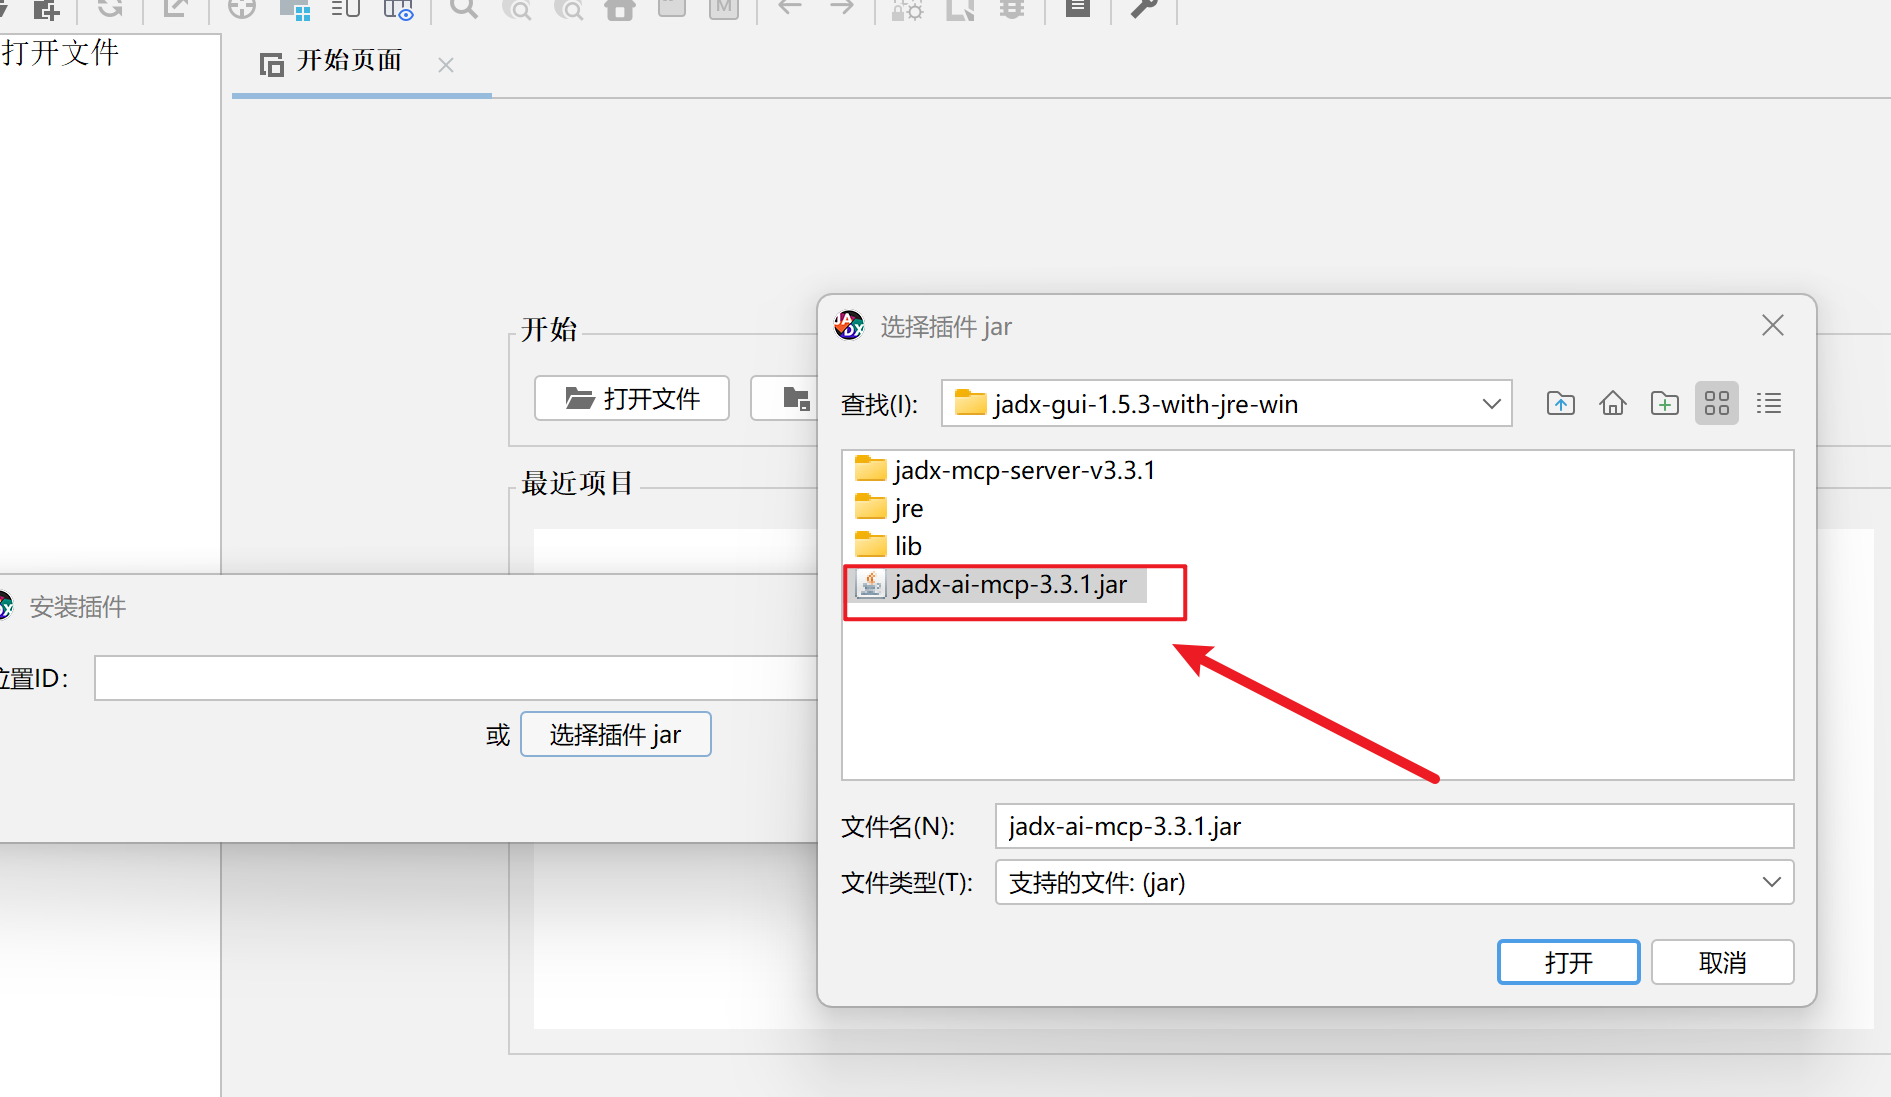 打开文件
开始页面
开始
打开文件
最近项目
安装插件
位置ID:
或
选择插件 jar
选择插件 jar
查找(I):
jadx-gui-1.5.3-with-jre-win
jadx-mcp-server-v3.3.1
jre
lib
jadx-ai-mcp-3.3.1.jar
文件名(N):
jadx-ai-mcp-3.3.1.jar
文件类型(T):
支持的文件: (jar)
打开
取消